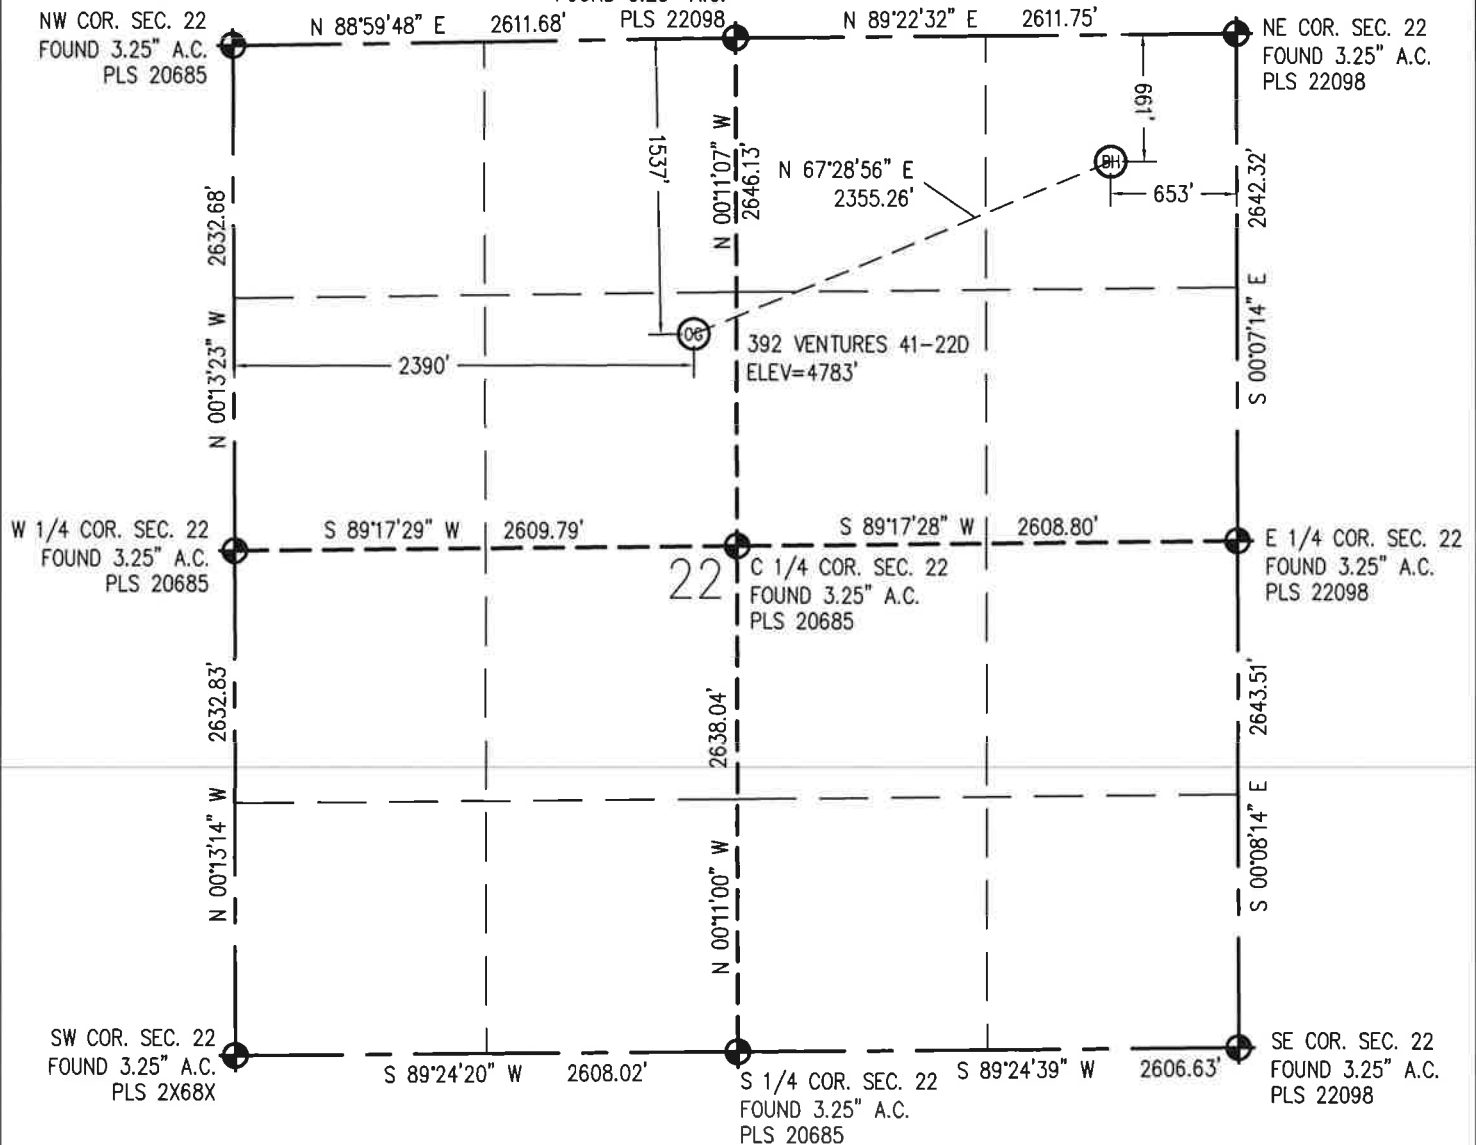 NW COR. SEC. 22
FOUND 3.25" A.C.
PLS 20685
N 88°59'48" E 2611.68'
FOUND 3.25" A.C.
PLS 22098
N 89°22'32" E 2611.75'
NE COR. SEC. 22
FOUND 3.25" A.C.
PLS 22098
661'
1537'
N 00°11'07" W
2646.13'
N 67°28'56" E
2355.26'
BH
653'
2642.32'
2632.68'
OG
392 VENTURES 41-22D
ELEV=4783'
2390'
N 00°13'23" W
S 00°07'14" E
W 1/4 COR. SEC. 22
FOUND 3.25" A.C.
PLS 20685
S 89°17'29" W 2609.79'
S 89°17'28" W 2608.80'
22
C 1/4 COR. SEC. 22
FOUND 3.25" A.C.
PLS 20685
E 1/4 COR. SEC. 22
FOUND 3.25" A.C.
PLS 22098
2632.83'
2638.04'
2643.51'
N 00°13'14" W
N 00°11'00" W
S 00°08'14" E
SW COR. SEC. 22
FOUND 3.25" A.C.
PLS 2X68X
S 89°24'20" W 2608.02'
S 1/4 COR. SEC. 22
FOUND 3.25" A.C.
PLS 20685
S 89°24'39" W 2606.63'
SE COR. SEC. 22
FOUND 3.25" A.C.
PLS 22098